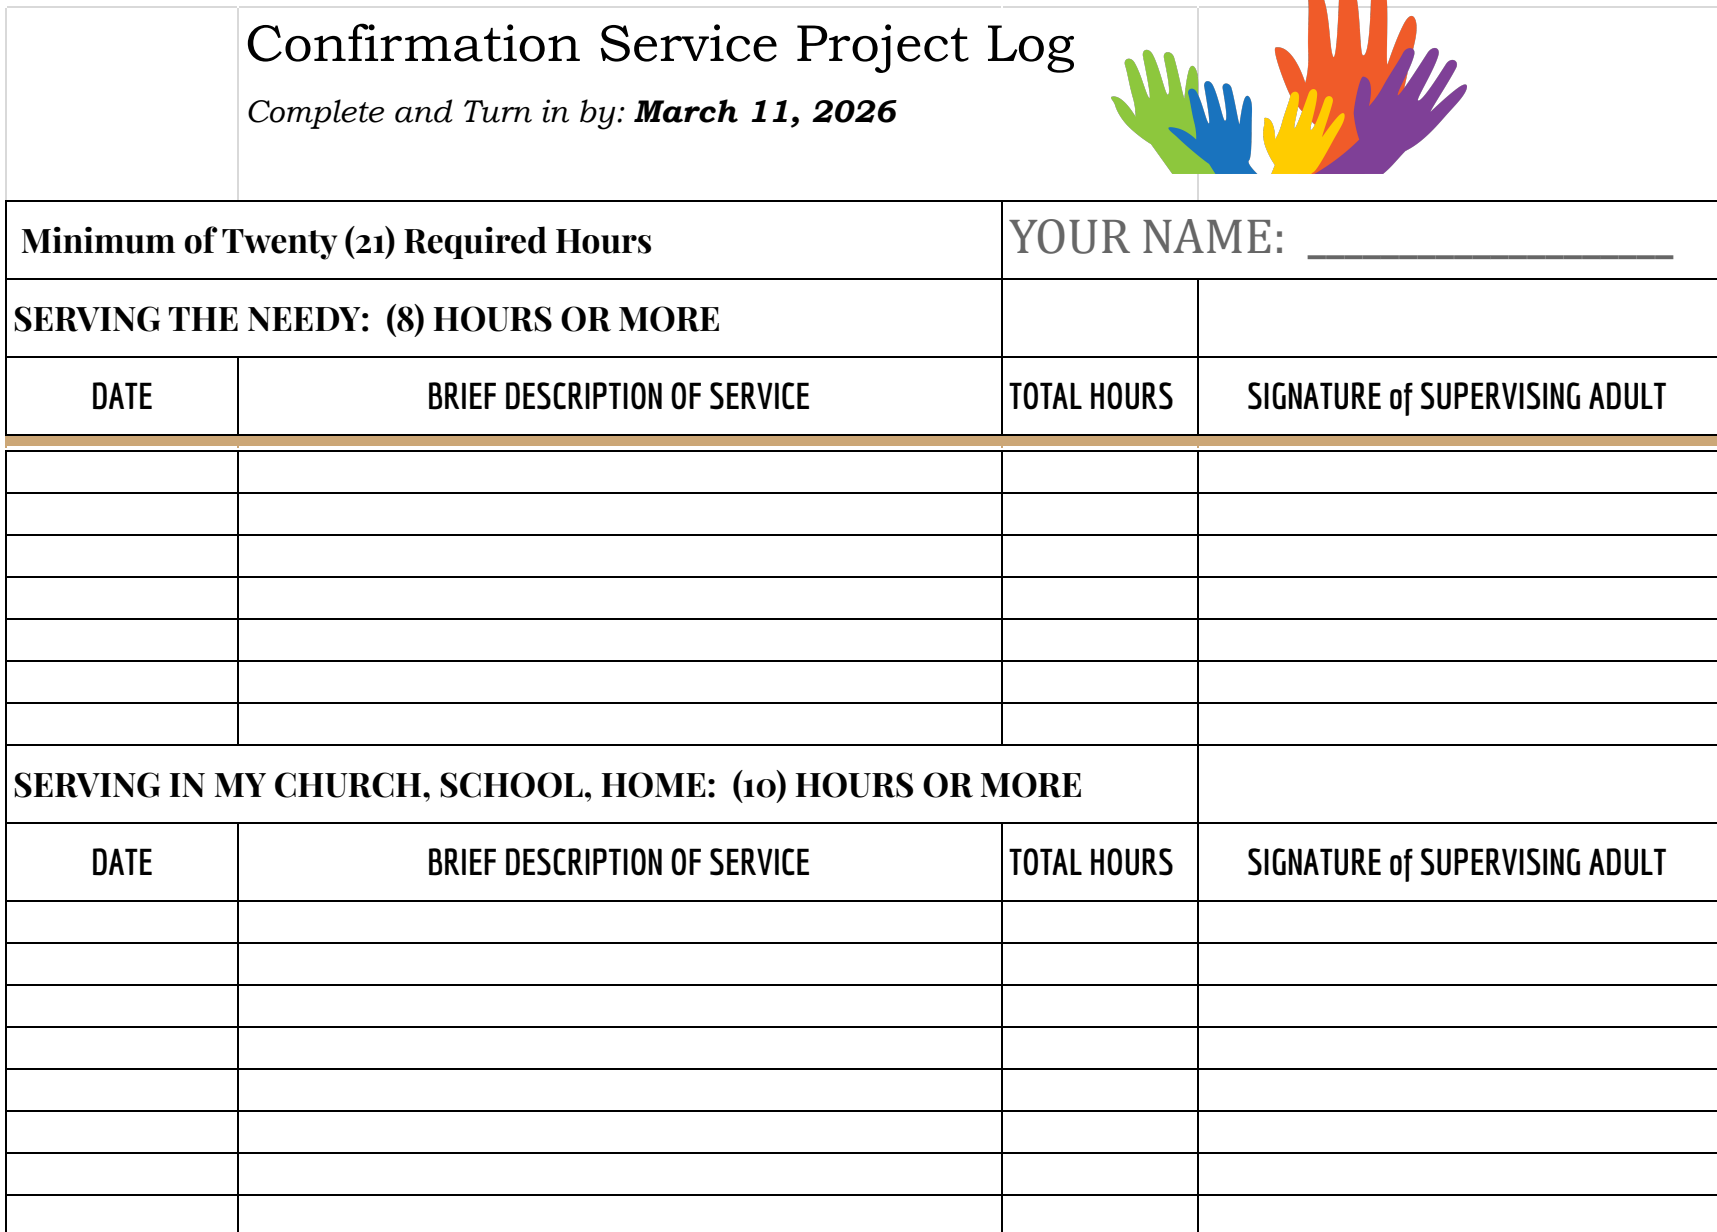 Confirmation Service Project Log
Complete and Turn in by: March 11, 2026
Minimum of Twenty (21) Required Hours
YOUR NAME: ________________
SERVING THE NEEDY: (8) HOURS OR MORE
DATE BRIEF DESCRIPTION OF SERVICE TOTAL HOURS SIGNATURE of SUPERVISING ADULT
SERVING IN MY CHURCH, SCHOOL, HOME: (10) HOURS OR MORE
DATE BRIEF DESCRIPTION OF SERVICE TOTAL HOURS SIGNATURE of SUPERVISING ADULT